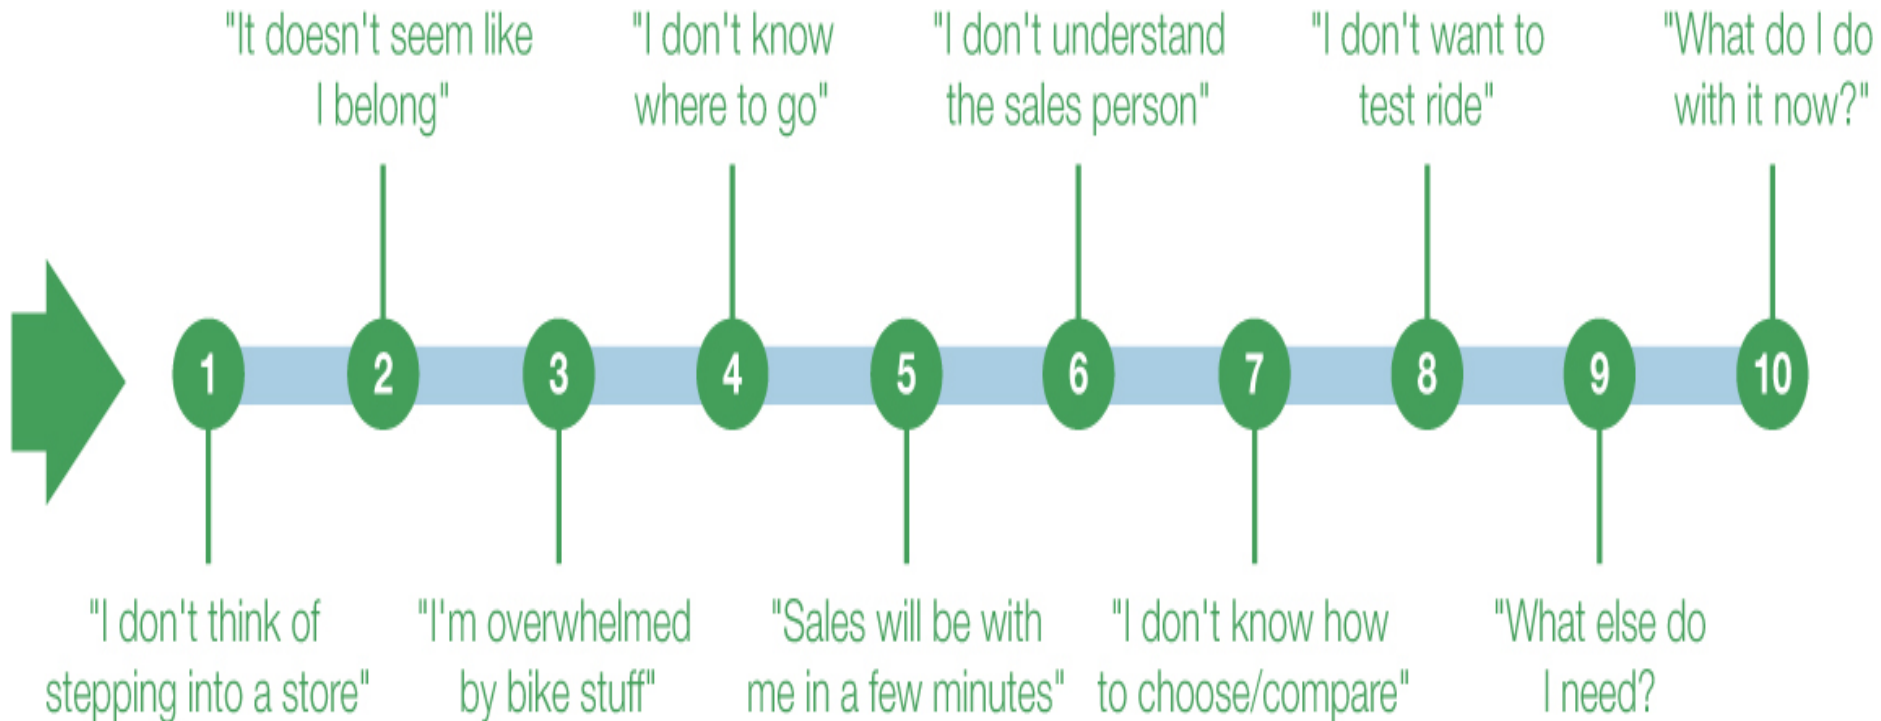 "It doesn't seem like
I belong"
"I don't know
where to go"
"I don't understand
the sales person"
"I don't want to
test ride"
"What do I do
with it now?"
1
2
3
4
5
6
7
8
9
10
"I don't think of
stepping into a store"
"I'm overwhelmed
by bike stuff"
"Sales will be with
me in a few minutes"
"I don't know how
to choose/compare"
"What else do
I need?